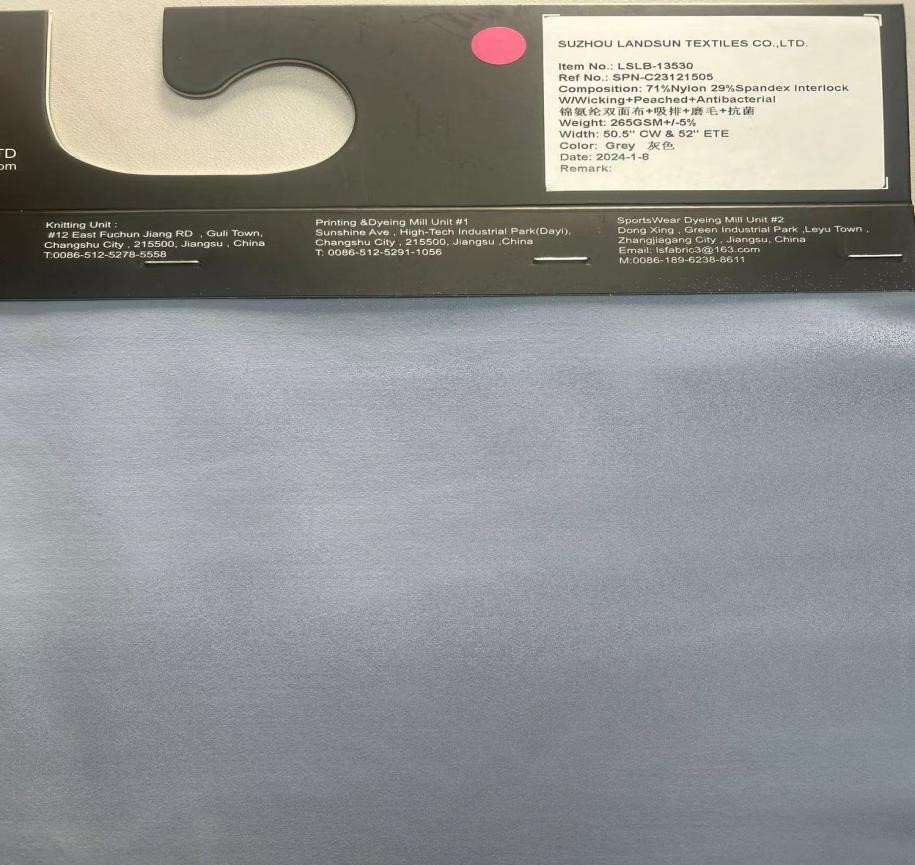 SUZHOU LANDSUN TEXTILES CO.,LTD.
Item No.: LSLB-13530
Ref No.: SPN-C23121505
Composition: 71%Nylon 29%Spandex Interlock
W/Wicking+Peached+Antibacterial
锦氨纶双面布+吸排+磨毛+抗菌
Weight: 265GSM+/-5%
Width: 50.5'' CW & 52'' ETE
Color: Grey 灰色
Date: 2024-1-8
Remark:
TD
om
Knitting Unit :
#12 East Fuchun Jiang RD , Guli Town,
Changshu City , 215500, Jiangsu , China
T:0086-512-5278-5558
Printing &Dyeing Mill Unit #1
Sunshine Ave , High-Tech Industrial Park(Dayi),
Changshu City , 215500, Jiangsu ,China
T: 0086-512-5291-1056
SportsWear Dyeing Mill Unit #2
Dong Xing , Green Industrial Park ,Leyu Town ,
Zhangjiagang City , Jiangsu, China
Email: lsfabric3@163.com
M:0086-189-6238-8611